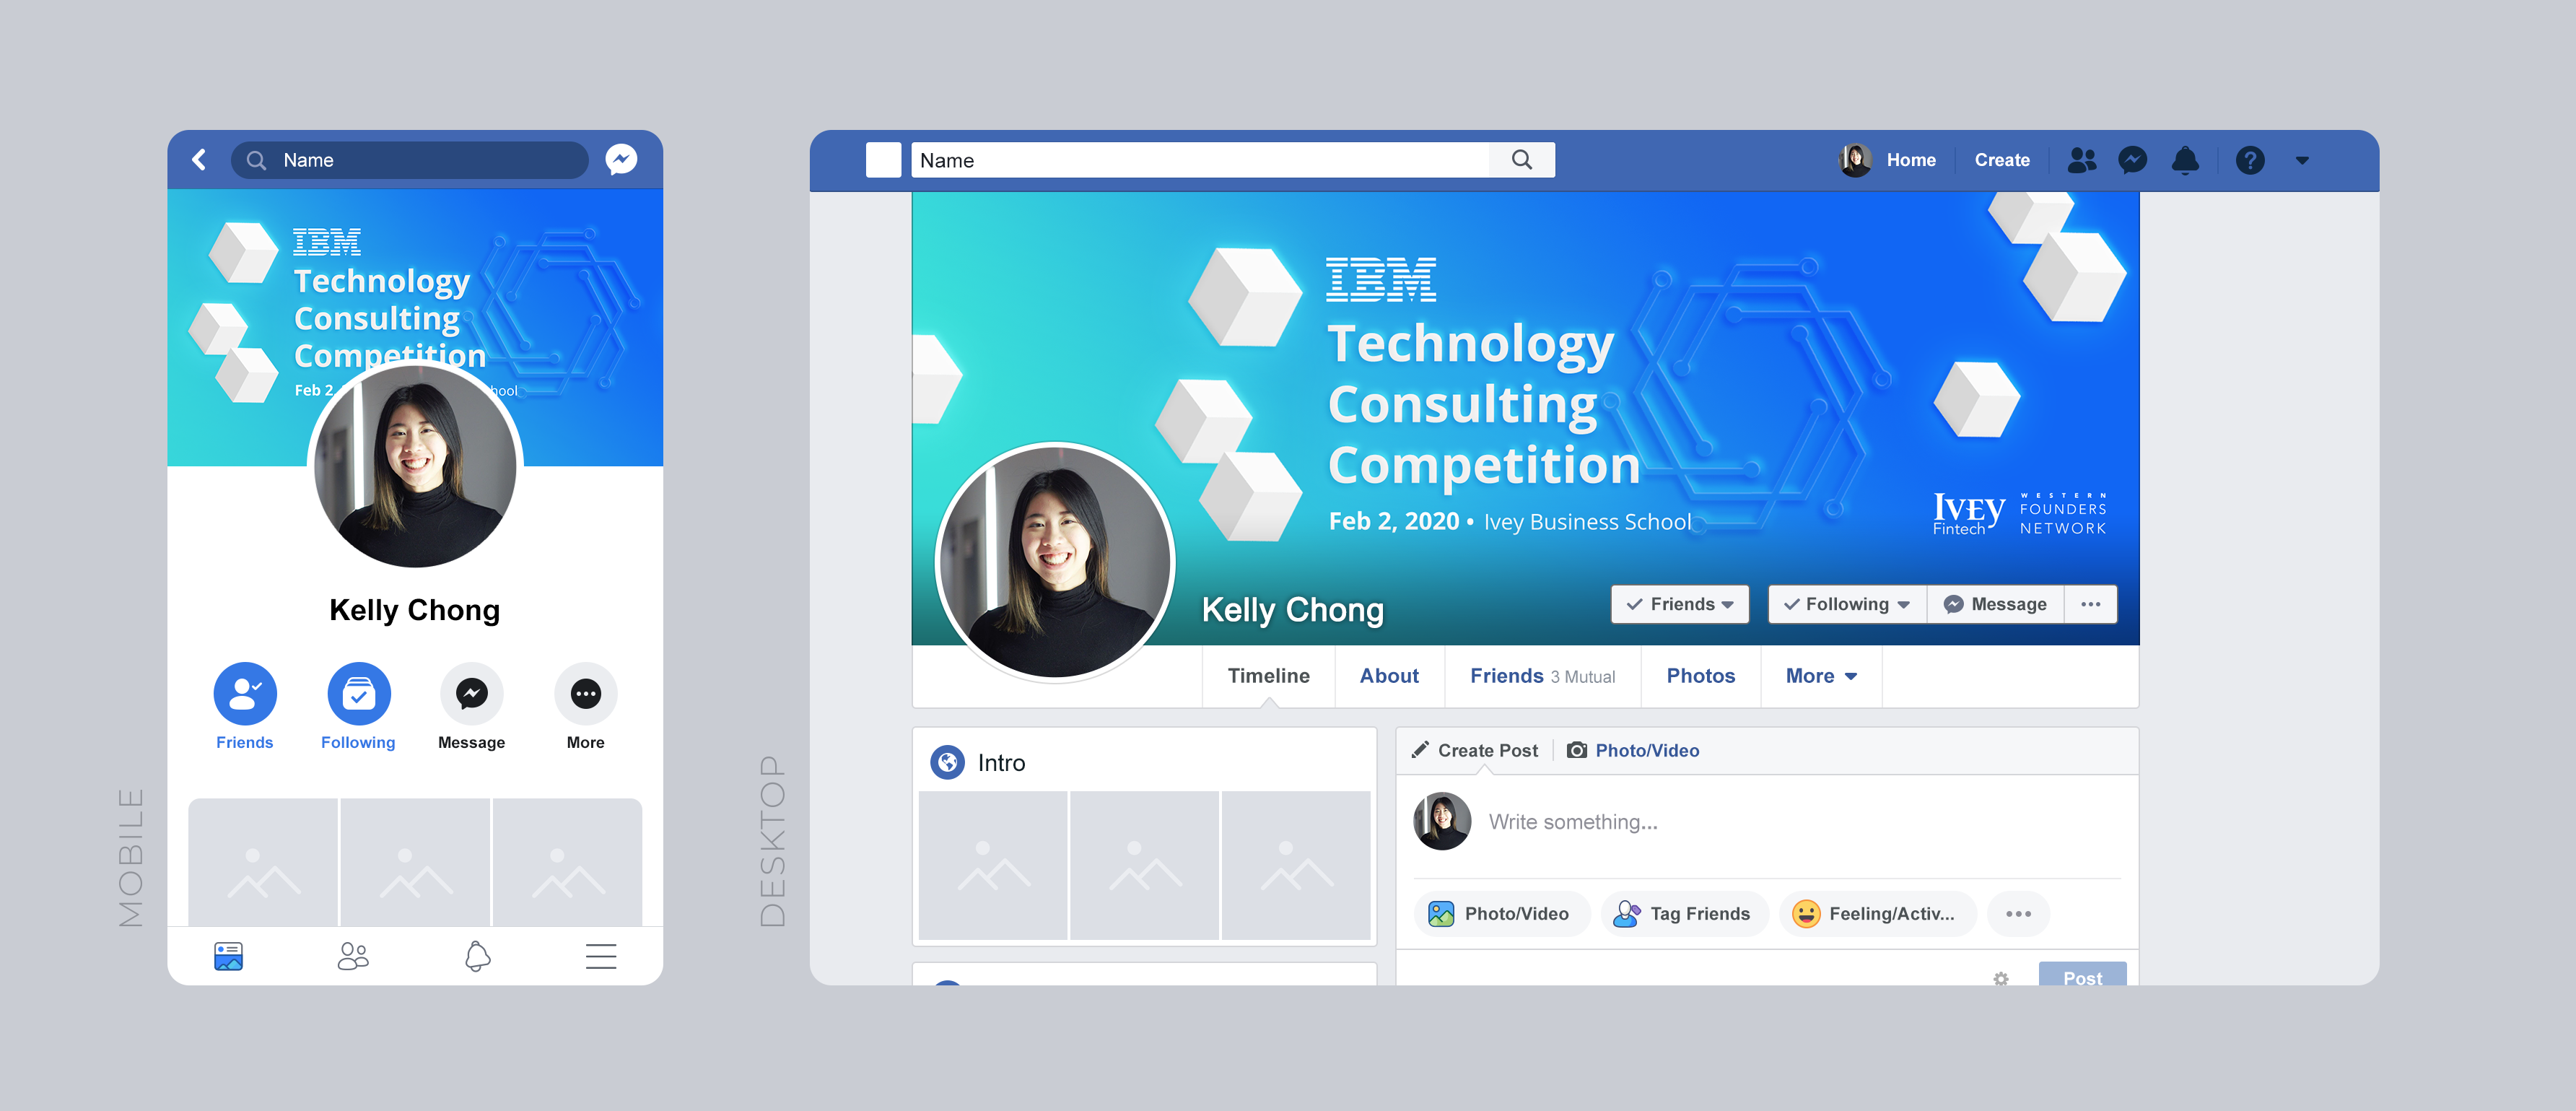 MOBILE
Name
IBM
Technology
Consulting
Competition
Feb 2, hool
Kelly Chong
Friends Following Message More
DESKTOP
Name
Home Create
IBM
Technology
Consulting
Competition
Feb 2, 2020 • Ivey Business School
IVEY
Fintech
WESTERN
FOUNDERS
NETWORK
Kelly Chong
Friends Following Message
Timeline About Friends 3 Mutual Photos More
Intro
Create Post Photo/Video
Write something...
Photo/Video Tag Friends Feeling/Activ...
Post